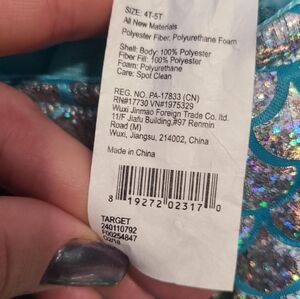 SIZE: 4T-5T
All New Materials
Polyester Fiber, Polyurethane Foam
Shell: Body: 100% Polyester
Fiber Fill: 100% Polyester
Foam: Polyurethane
Care: Spot Clean
REG. NO. PA-17833 (CN)
RN#17730 VN#1975329
Wuxi Jinmao Foreign Trade Co. ltd.
11/F Jiafu Building,#97 Renmin
Road (M)
Wuxi, Jiangsu, 214002, China
Made in China
8 19272 02317 0
TARGET
240110792
F00254847
02/18